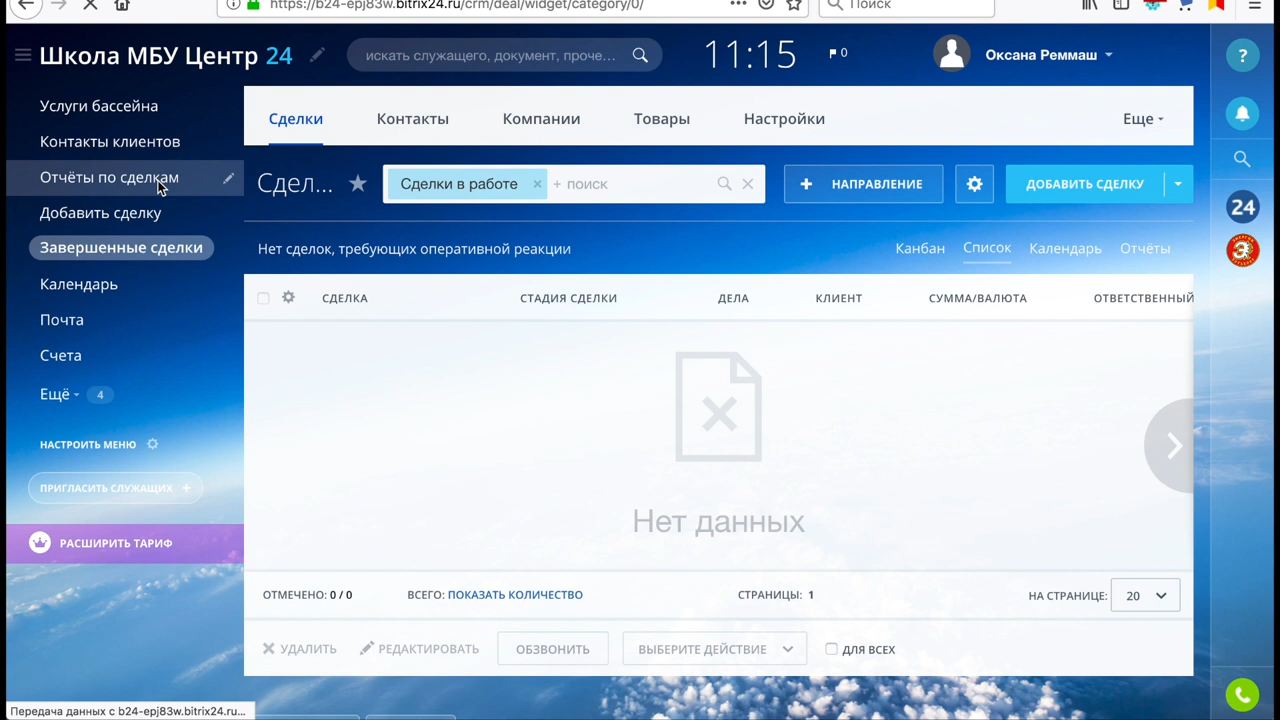 https://b24-epj83w.bitrix24.ru/crm/deal/widget/category/0/
Поиск
Школа МБУ Центр 24
искать служащего, документ, проче...
11:15
0
Оксана Реммаш
?
Услуги бассейна
Контакты клиентов
Отчёты по сделкам
Добавить сделку
Завершенные сделки
Календарь
Почта
Счета
Ещё
4
НАСТРОИТЬ МЕНЮ
ПРИГЛАСИТЬ СЛУЖАЩИХ +
РАСШИРИТЬ ТАРИФ
Сделки
Контакты
Компании
Товары
Настройки
Еще
Сдел...
Сделки в работе ×
+ поиск
+ НАПРАВЛЕНИЕ
ДОБАВИТЬ СДЕЛКУ
Нет сделок, требующих оперативной реакции
Канбан
Список
Календарь
Отчёты
СДЕЛКА
СТАДИЯ СДЕЛКИ
ДЕЛА
КЛИЕНТ
СУММА/ВАЛЮТА
ОТВЕТСТВЕННЫЙ
Нет данных
ОТМЕЧЕНО: 0 / 0
ВСЕГО: ПОКАЗАТЬ КОЛИЧЕСТВО
СТРАНИЦЫ: 1
НА СТРАНИЦЕ: 20
УДАЛИТЬ
РЕДАКТИРОВАТЬ
ОБЗВОНИТЬ
ВЫБЕРИТЕ ДЕЙСТВИЕ
ДЛЯ ВСЕХ
24
Э
Передача данных с b24-epj83w.bitrix24.ru...